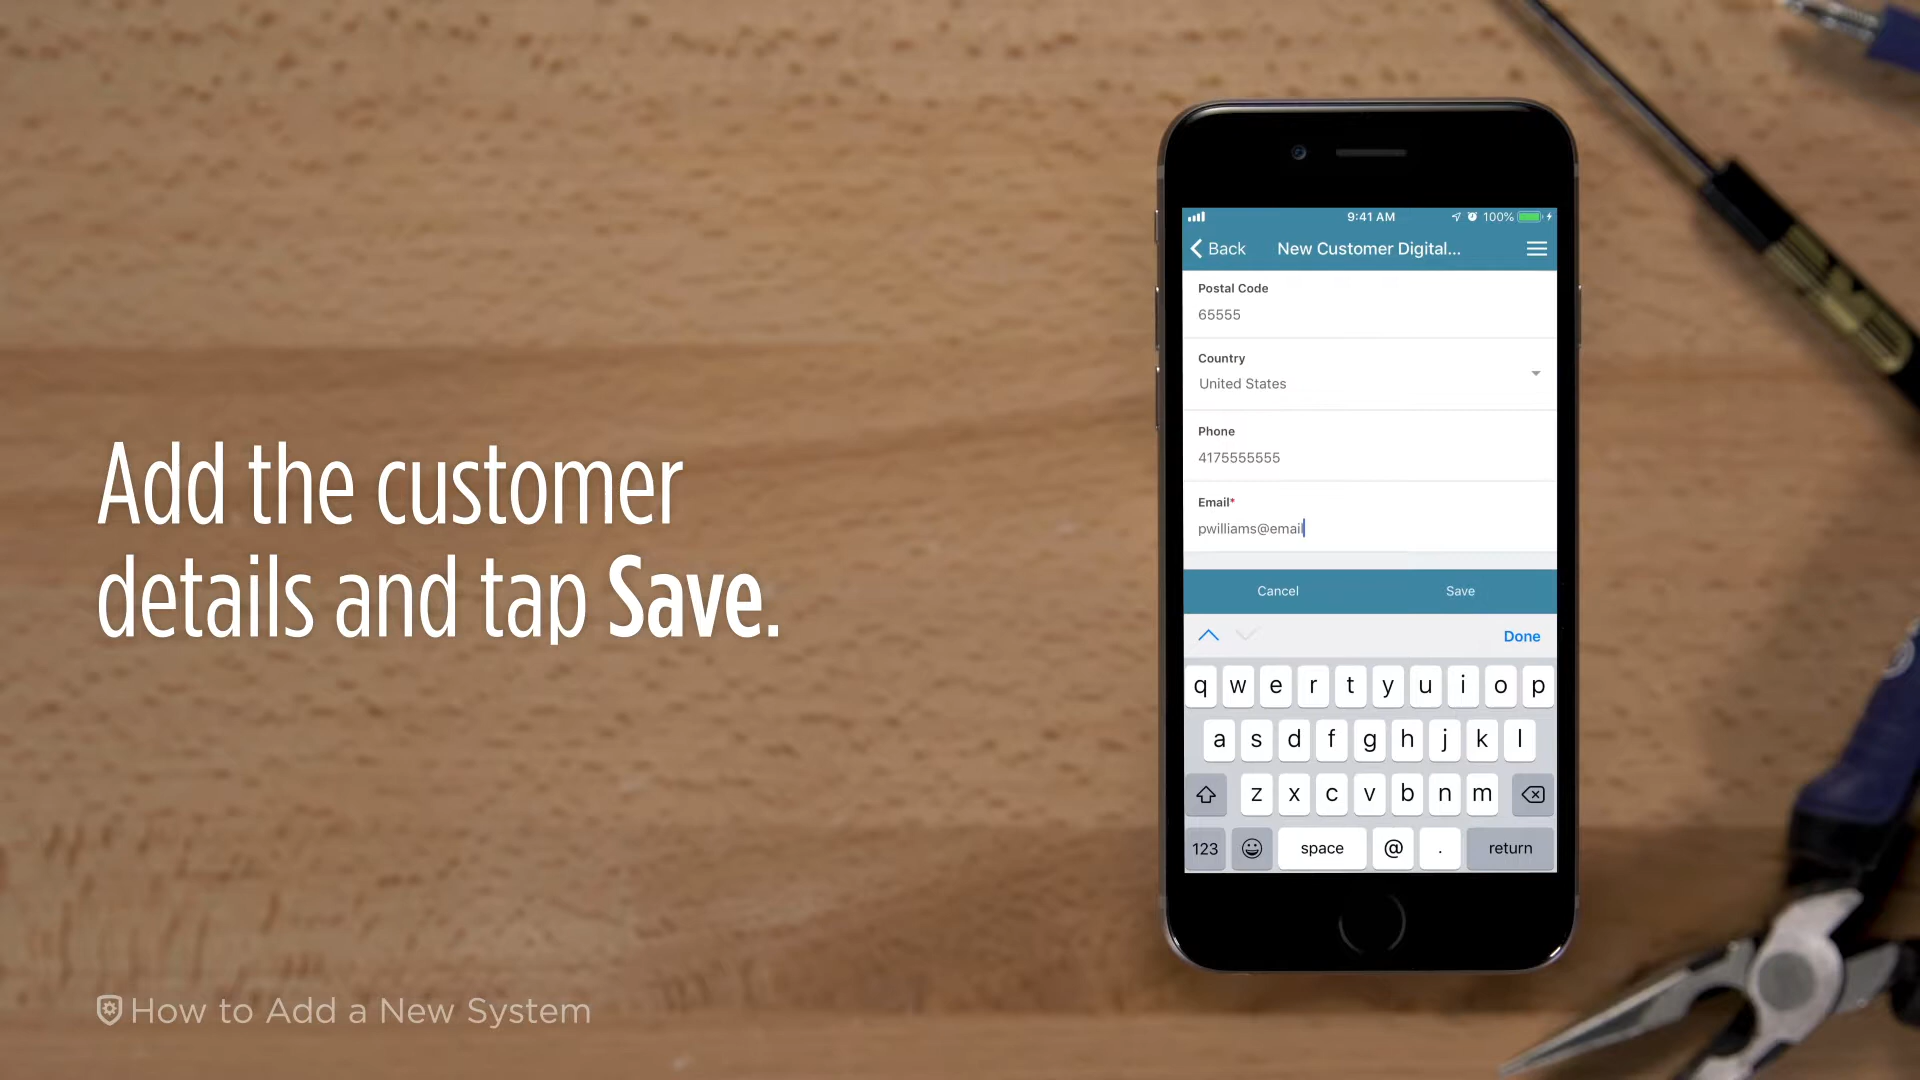 Add the customer
details and tap Save.
How to Add a New System
9:41 AM 100%
Back New Customer Digital...
Postal Code
65555
Country
United States
Phone
4175555555
Email*
pwilliams@email
Cancel Save
Done
q w e r t y u i o p
a s d f g h j k l
z x c v b n m
123 space @ . return